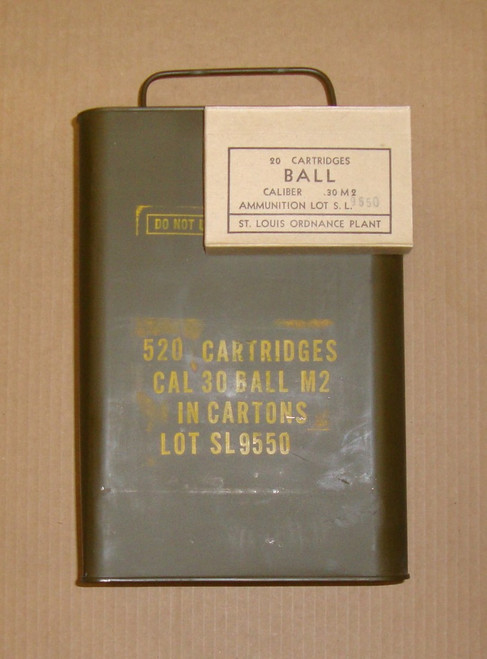 20 CARTRIDGES
BALL
CALIBER .30 M2
AMMUNITION LOT S. L. 9550
ST. LOUIS ORDNANCE PLANT
DO NOT
520 CARTRIDGES
CAL 30 BALL M2
IN CARTONS
LOT SL9550